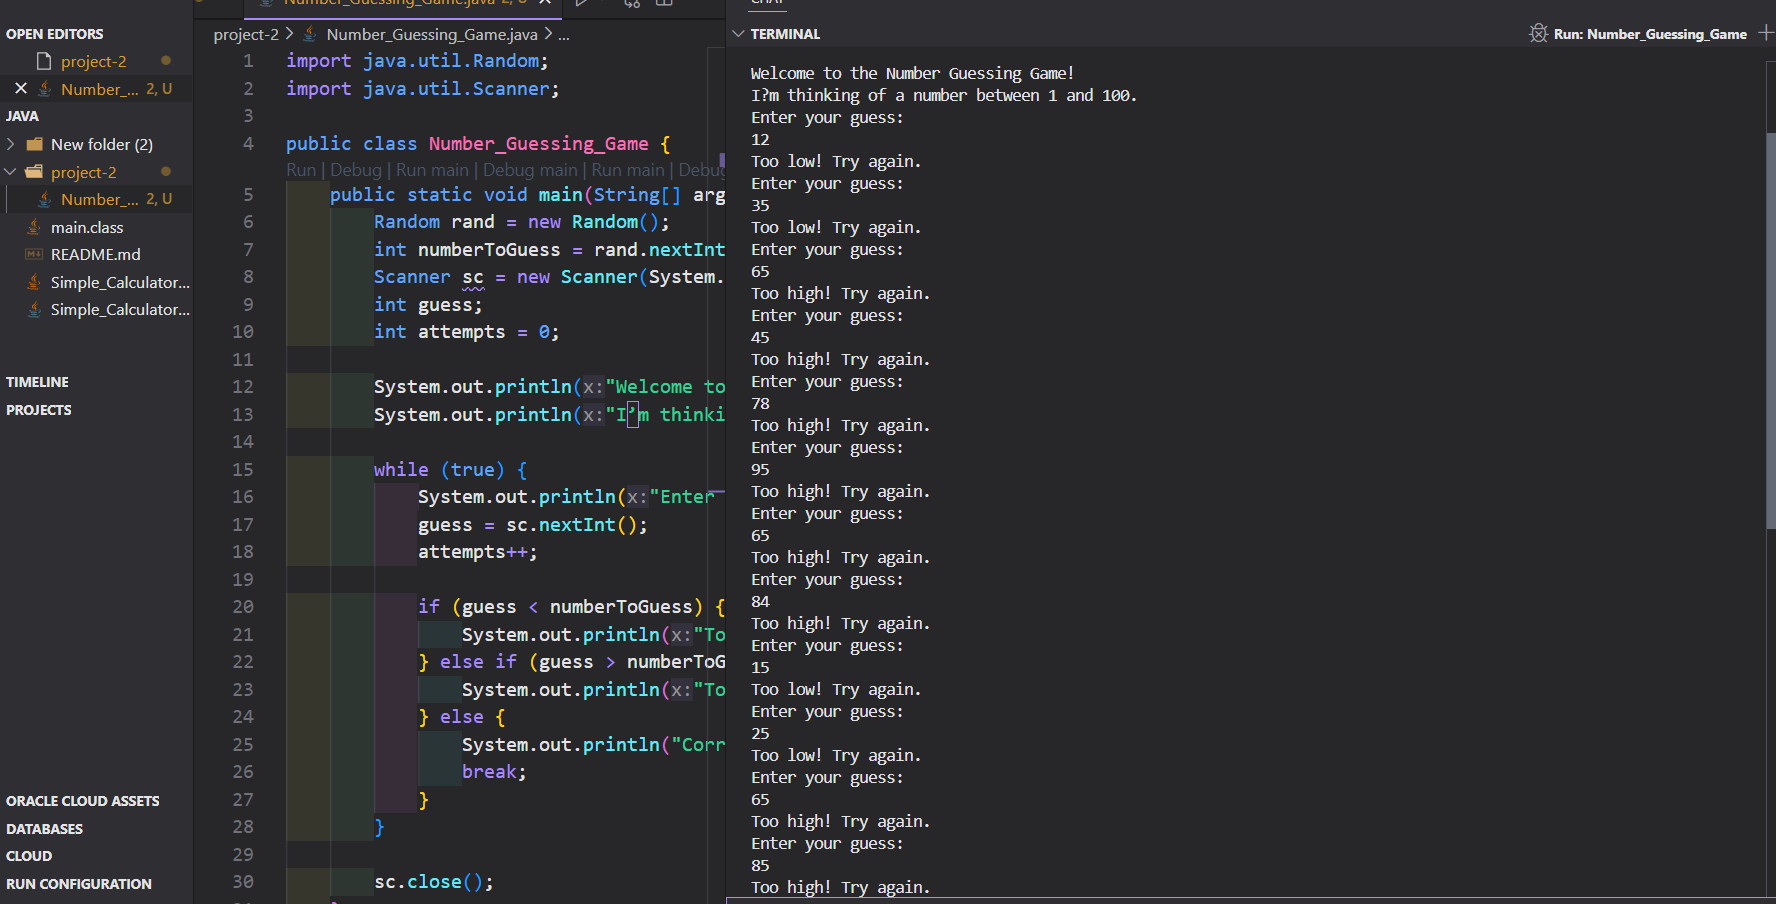 OPEN EDITORS
project-2
Number_... 2, U
JAVA
New folder (2)
project-2
Number_... 2, U
main.class
README.md
Simple_Calculator...
Simple_Calculator...
TIMELINE
PROJECTS
ORACLE CLOUD ASSETS
DATABASES
CLOUD
RUN CONFIGURATION
Number_Guessing_Game.java 2, U
project-2 > Number_Guessing_Game.java > ...
1 import java.util.Random;
2 import java.util.Scanner;
3
4 public class Number_Guessing_Game {
Run | Debug | Run main | Debug main | Run main | Debug
5 public static void main(String[] arg
6 Random rand = new Random();
7 int numberToGuess = rand.nextInt
8 Scanner sc = new Scanner(System.
9 int guess;
10 int attempts = 0;
11
12 System.out.println(x:"Welcome to
13 System.out.println(x:"I’m thinki
14
15 while (true) {
16 System.out.println(x:"Enter
17 guess = sc.nextInt();
18 attempts++;
19
20 if (guess < numberToGuess) {
21 System.out.println(x:"To
22 } else if (guess > numberToG
23 System.out.println(x:"To
24 } else {
25 System.out.println("Corr
26 break;
27 }
28 }
29
30 sc.close();
CHAT
TERMINAL
Run: Number_Guessing_Game
Welcome to the Number Guessing Game!
I?m thinking of a number between 1 and 100.
Enter your guess:
12
Too low! Try again.
Enter your guess:
35
Too low! Try again.
Enter your guess:
65
Too high! Try again.
Enter your guess:
45
Too high! Try again.
Enter your guess:
78
Too high! Try again.
Enter your guess:
95
Too high! Try again.
Enter your guess:
65
Too high! Try again.
Enter your guess:
84
Too high! Try again.
Enter your guess:
15
Too low! Try again.
Enter your guess:
25
Too low! Try again.
Enter your guess:
65
Too high! Try again.
Enter your guess:
85
Too high! Try again.